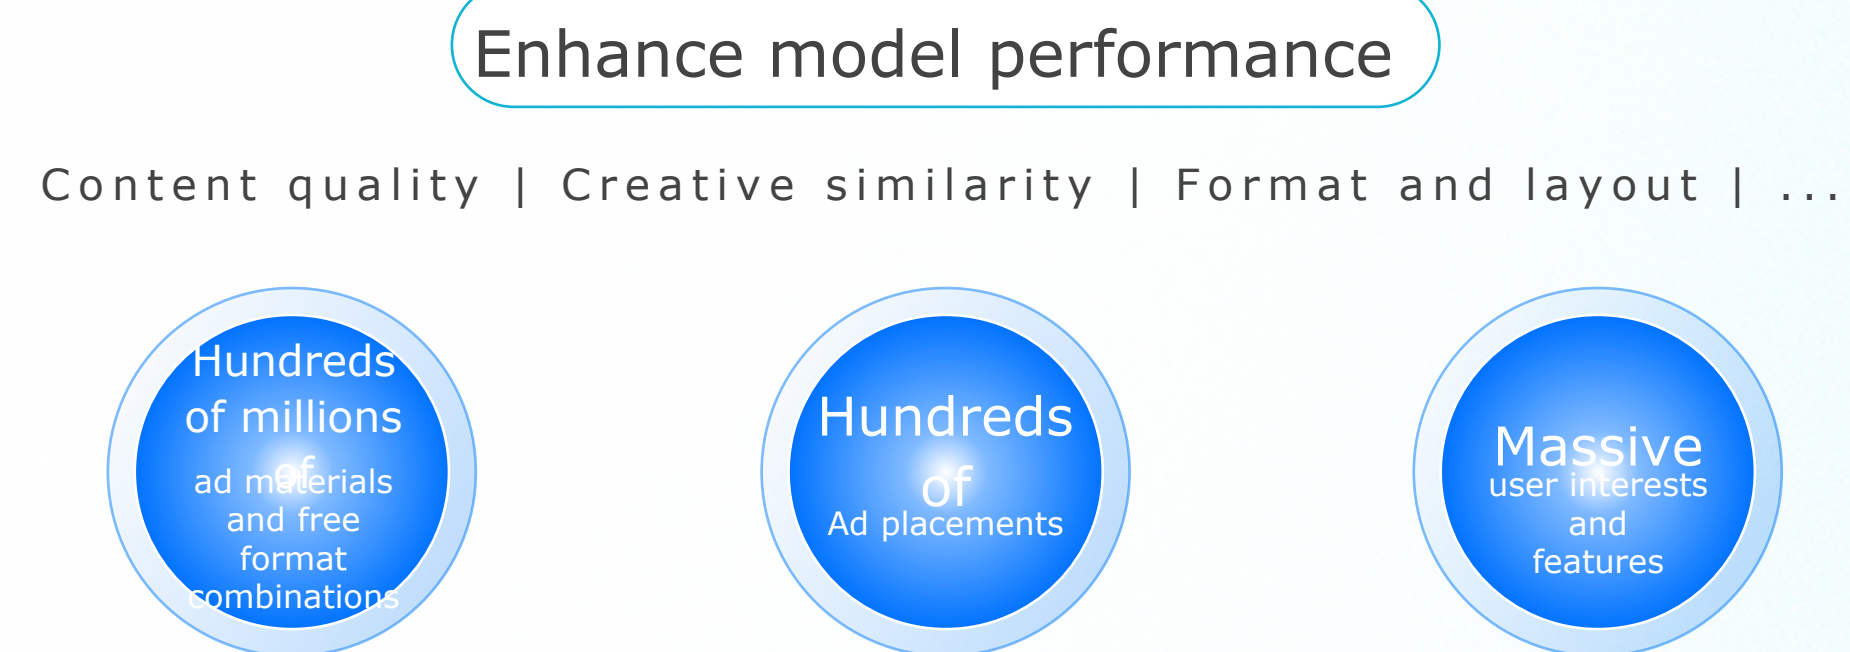 Enhance model performance
Content quality | Creative similarity | Format and layout | ...
Hundreds
of millions
of
ad materials
and free
format
combinations
Hundreds
of
Ad placements
Massive
user interests
and
features